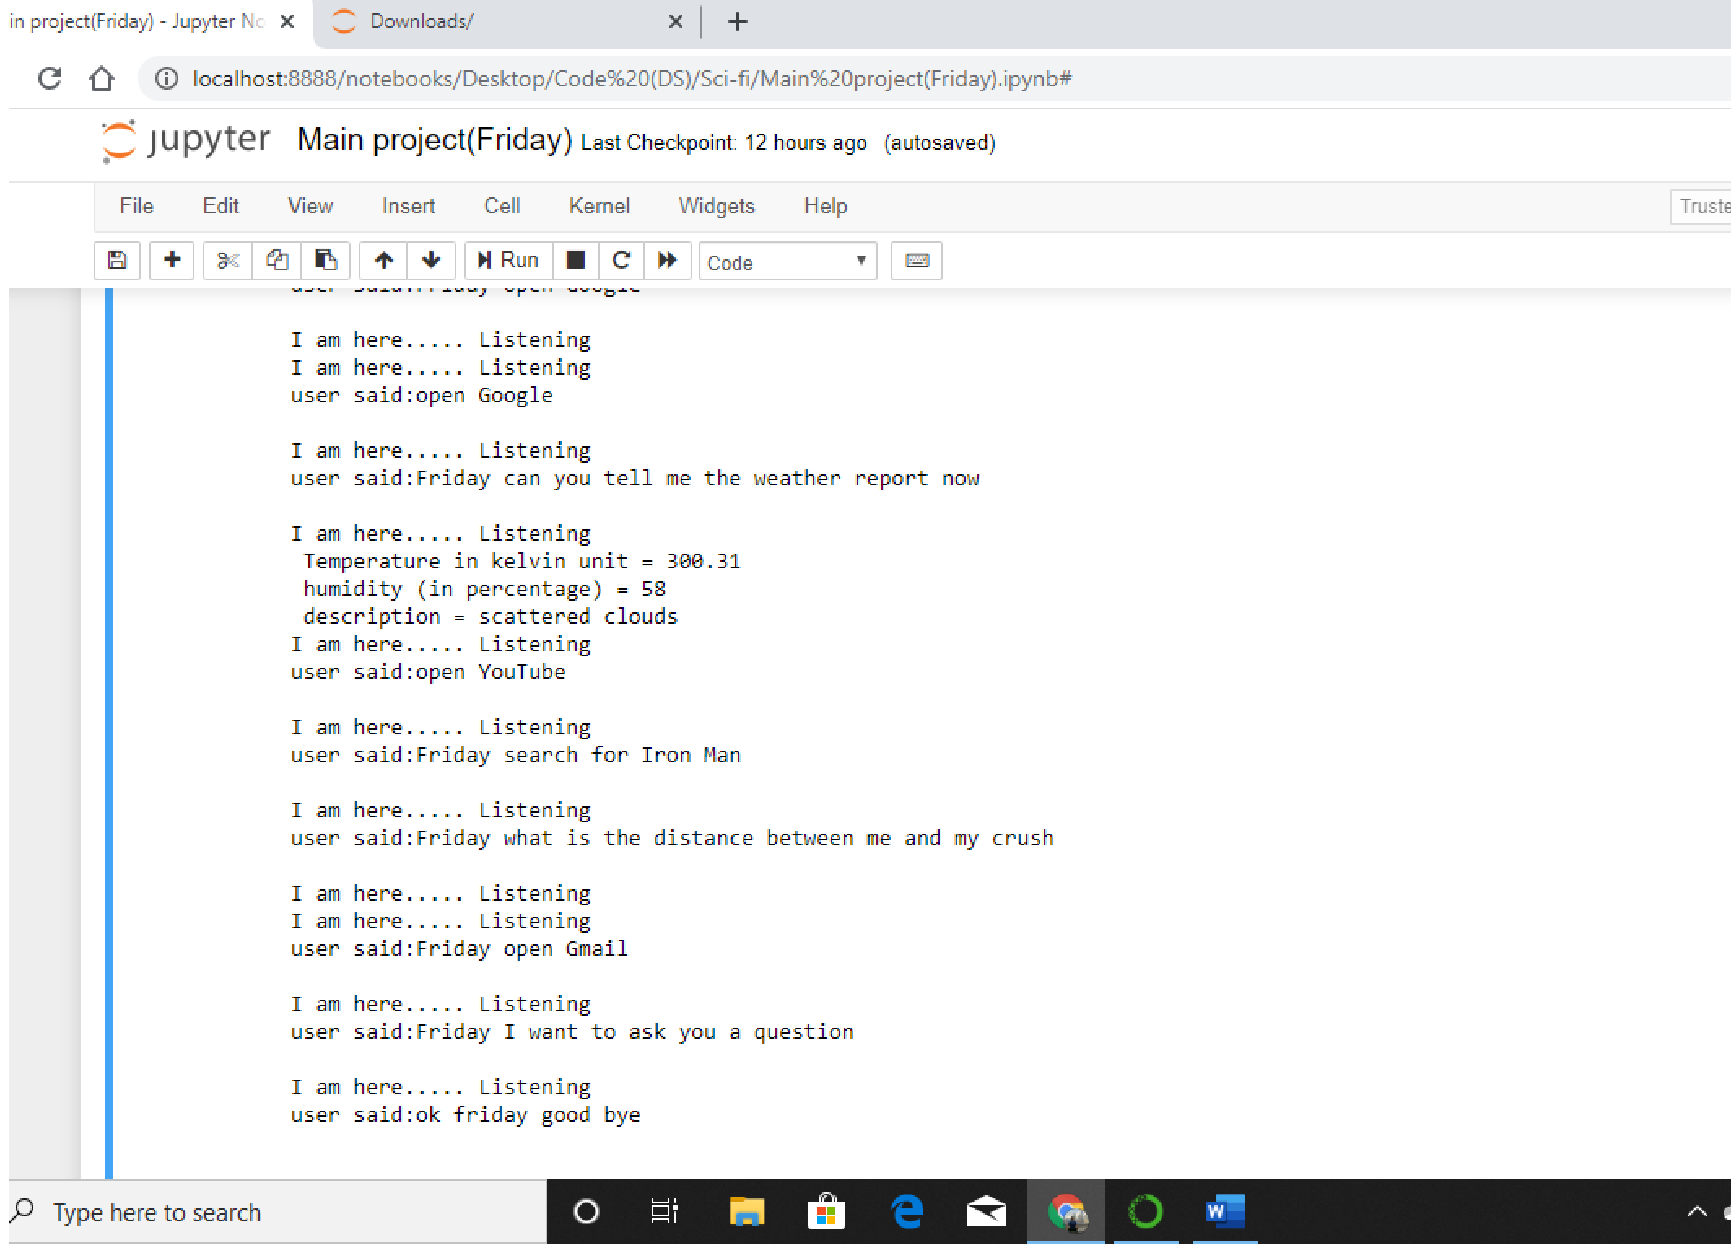 in project(Friday) - Jupyter No
Downloads/
localhost:8888/notebooks/Desktop/Code%20(DS)/Sci-fi/Main%20project(Friday).ipynb#
jupyter Main project(Friday) Last Checkpoint: 12 hours ago (autosaved)
File Edit View Insert Cell Kernel Widgets Help
Truste
Run Code
user said:Friday open Google
I am here..... Listening
I am here..... Listening
user said:open Google
I am here..... Listening
user said:Friday can you tell me the weather report now
I am here..... Listening
Temperature in kelvin unit = 300.31
humidity (in percentage) = 58
description = scattered clouds
I am here..... Listening
user said:open YouTube
I am here..... Listening
user said:Friday search for Iron Man
I am here..... Listening
user said:Friday what is the distance between me and my crush
I am here..... Listening
I am here..... Listening
user said:Friday open Gmail
I am here..... Listening
user said:Friday I want to ask you a question
I am here..... Listening
user said:ok friday good bye
Type here to search